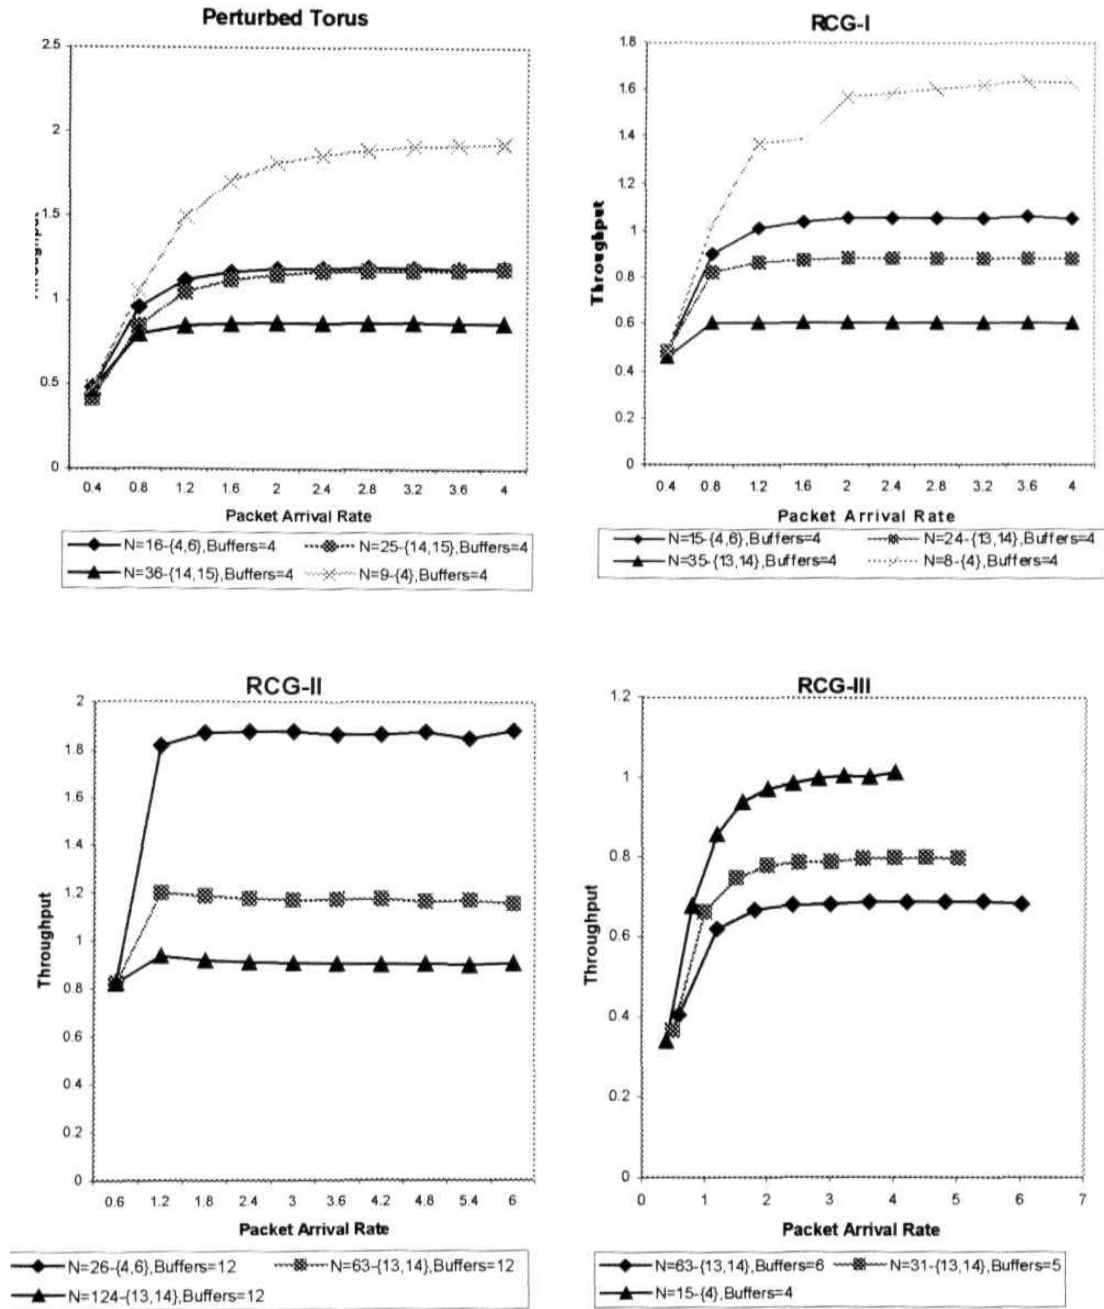 Perturbed Torus
2.5
2
1.5
1
0.5
0
Throughput
0.4 0.8 1.2 1.6 2 2.4 2.8 3.2 3.6 4
Packet Arrival Rate
N=16-{4,6},Buffers=4 N=25-{14,15},Buffers=4
N=36-{14,15},Buffers=4 N=9-{4},Buffers=4
RCG-I
1.8
1.6
1.4
1.2
1
0.8
0.6
0.4
0.2
0
Throughput
0.4 0.8 1.2 1.6 2 2.4 2.8 3.2 3.6 4
Packet Arrival Rate
N=15-{4,6},Buffers=4 N=24-{13,14},Buffers=4
N=35-{13,14},Buffers=4 N=8-{4},Buffers=4
RCG-II
2
1.8
1.6
1.4
1.2
1
0.8
0.6
0.4
0.2
0
Throughput
0.6 1.2 1.8 2.4 3 3.6 4.2 4.8 5.4 6
Packet Arrival Rate
N=26-{4,6},Buffers=12 N=63-{13,14},Buffers=12
N=124-{13,14},Buffers=12
RCG-III
1.2
1
0.8
0.6
0.4
0.2
0
Throughput
0 1 2 3 4 5 6 7
Packet Arrival Rate
N=63-{13,14},Buffers=6 N=31-{13,14},Buffers=5
N=15-{4},Buffers=4